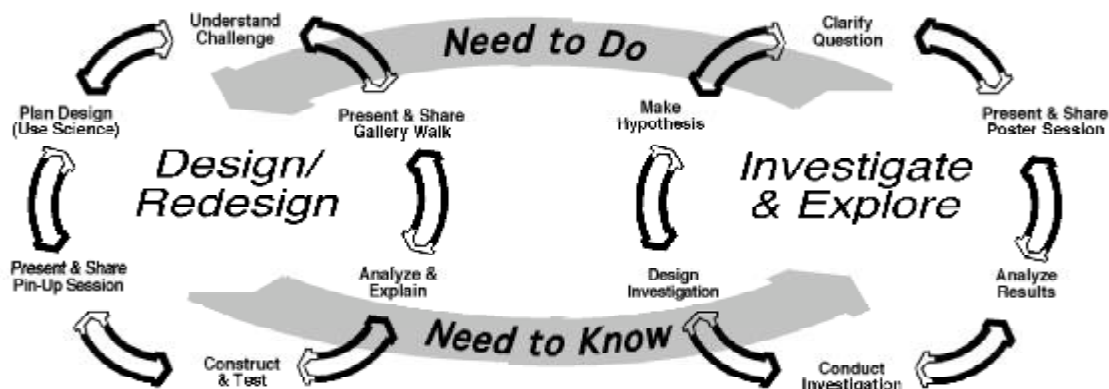 Understand
Challenge
Need to Do
Clarify
Question
Plan Design
(Use Science)
Present & Share
Gallery Walk
Make
Hypothesis
Present & Share
Poster Session
Design/
Redesign
Investigate
& Explore
Present & Share
Pin-Up Session
Analyze &
Explain
Design
Investigation
Analyze
Results
Need to Know
Construct
& Test
Conduct
Investigation